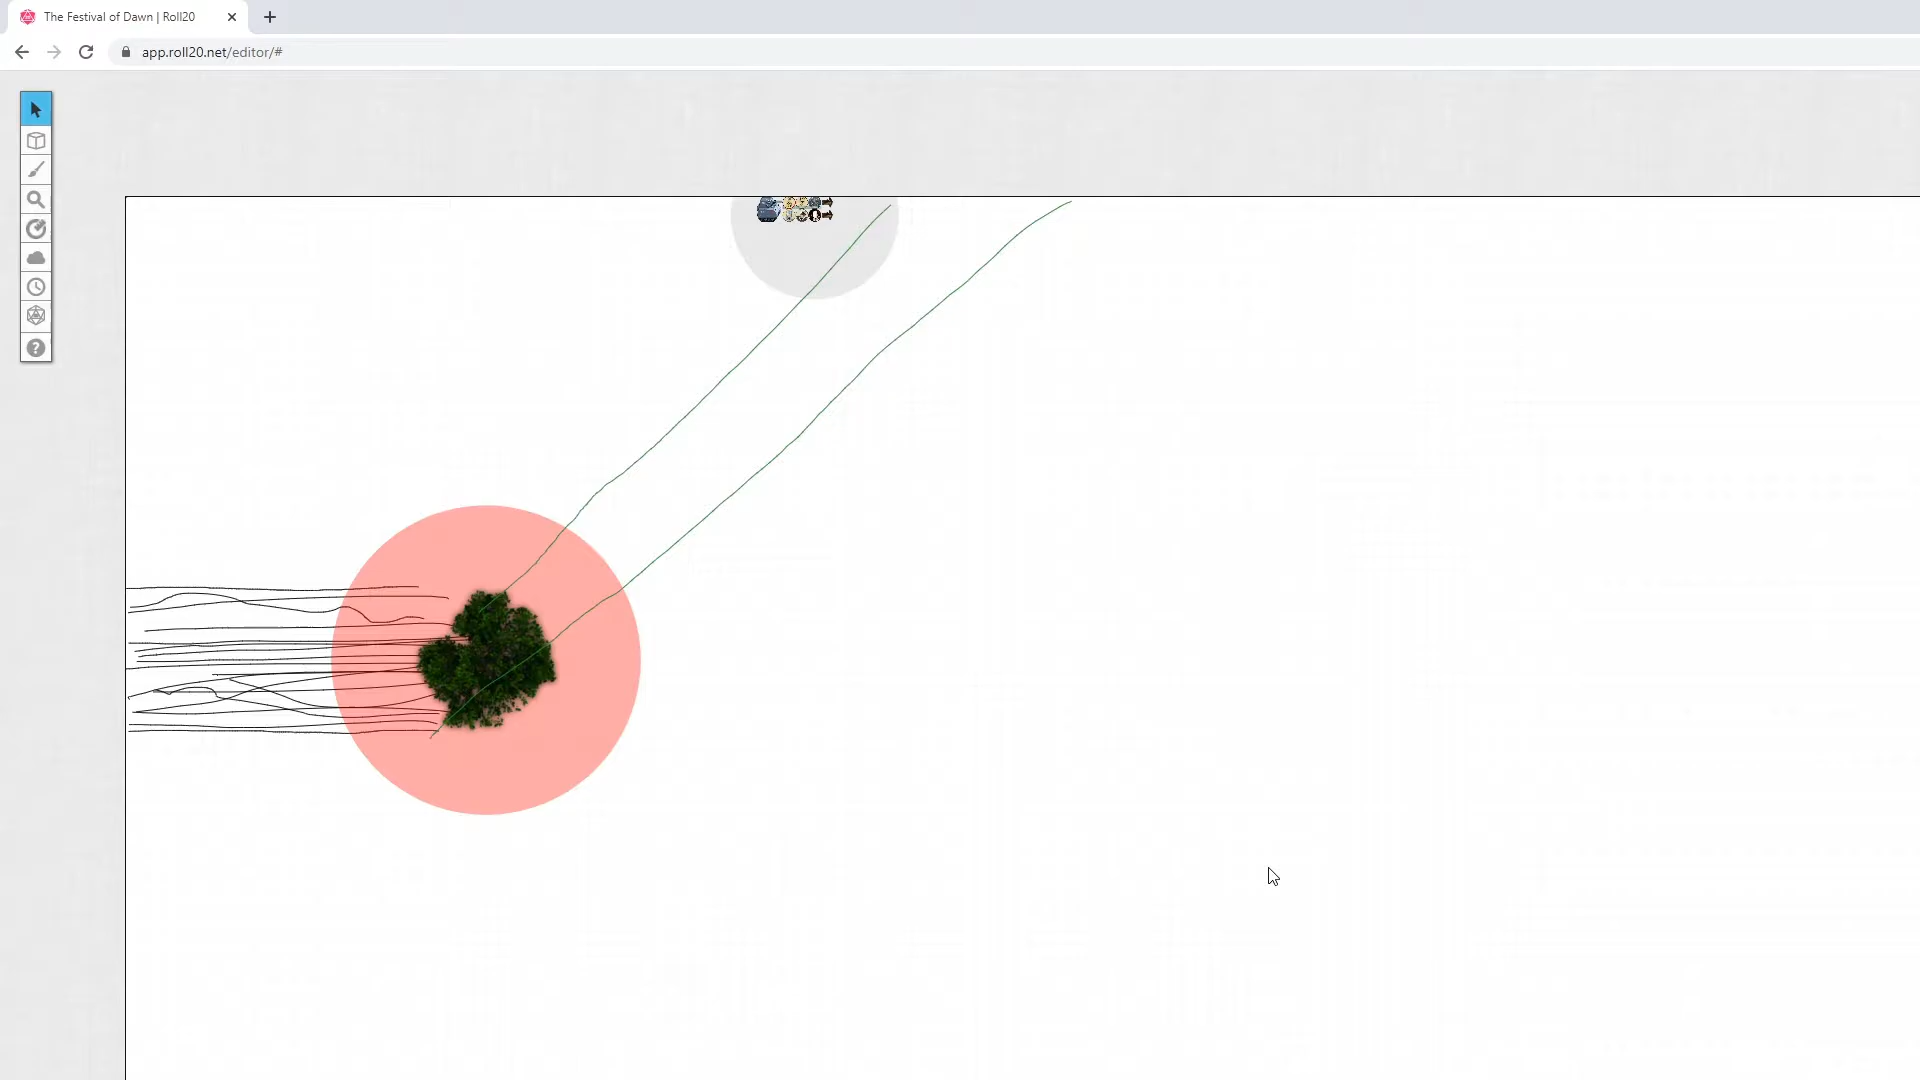 The Festival of Dawn | Roll20
app.roll20.net/editor/#